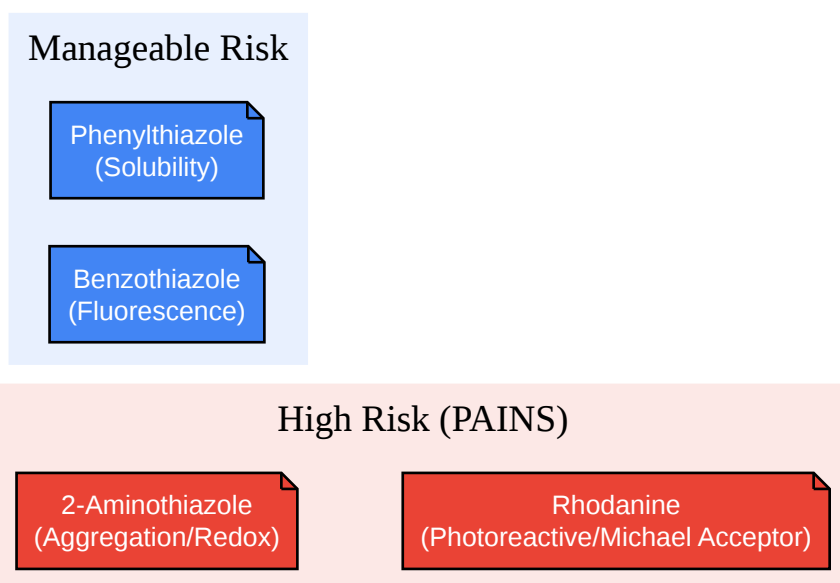 Manageable Risk
Phenylthiazole
(Solubility)
Benzothiazole
(Fluorescence)
High Risk (PAINS)
2-Aminothiazole
(Aggregation/Redox)
Rhodanine
(Photoreactive/Michael Acceptor)